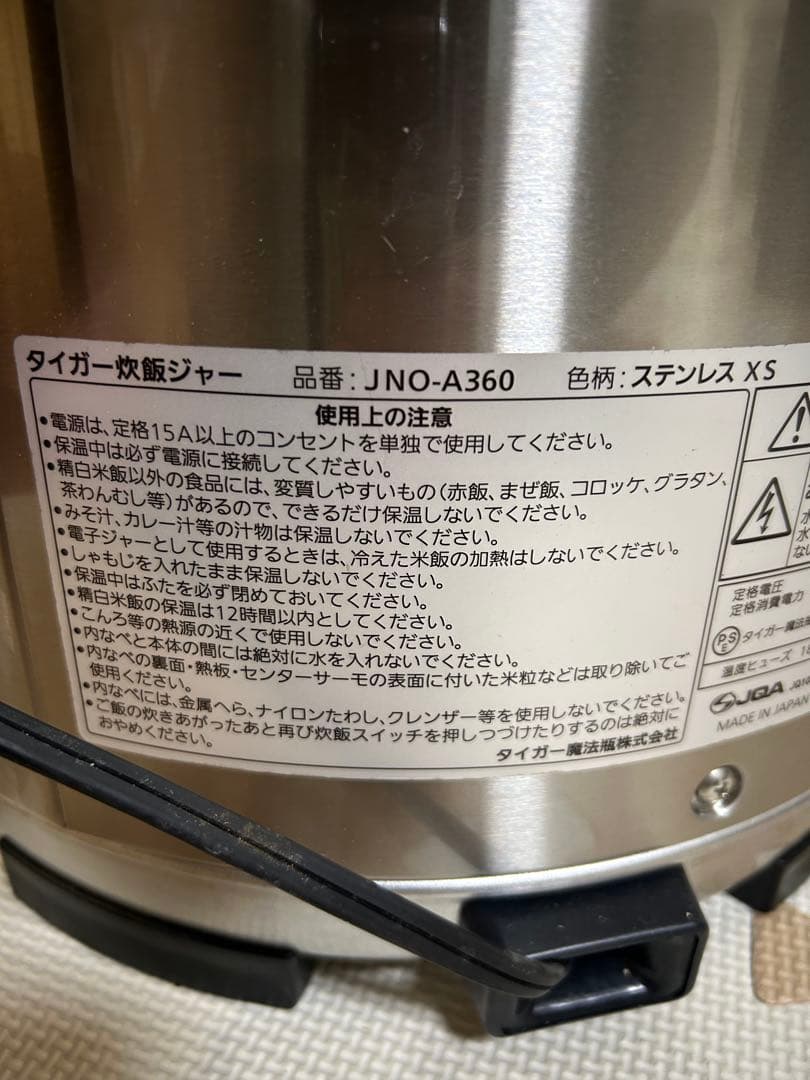 タイガー炊飯ジャー 品番:JNO-A360 色柄:ステンレス XS
使用上の注意
•電源は、定格15A以上のコンセントを単独で使用してください。
•保温中は必ず電源に接続してください。
•精白米飯以外の食品には、変質しやすいもの(赤飯、まぜ飯、コロッケ、グラタン、
茶わんむし等)があるので、できるだけ保温しないでください。
•みそ汁、カレー汁等の汁物は保温しないでください。
•電子ジャーとして使用するときは、冷えた米飯の加熱はしないでください。
•しゃもじを入れたまま保温しないでください。
•保温中はふたを必ず閉めておいてください。
•精白米飯の保温は12時間以内としてください。
•こんろ等の熱源の近くで使用しないでください。
•内なべと本体の間には絶対に水を入れないでください。
•内なべの裏面・熱板・センターサーモの表面に付いた米粒などは取り除いてご
使用ください。
•内なべには、金属へら、ナイロンたわし、クレンザー等を使用しないでください。
•ご飯の炊きあがったあと再び炊飯スイッチを押しつづけたりするのは絶対に
おやめください。
タイガー魔法瓶株式会社
水
水
ない
定格電圧
定格消費電力
PSE タイガー魔法
温度ヒューズ 18
JQA JQ10
MADE IN JAPAN